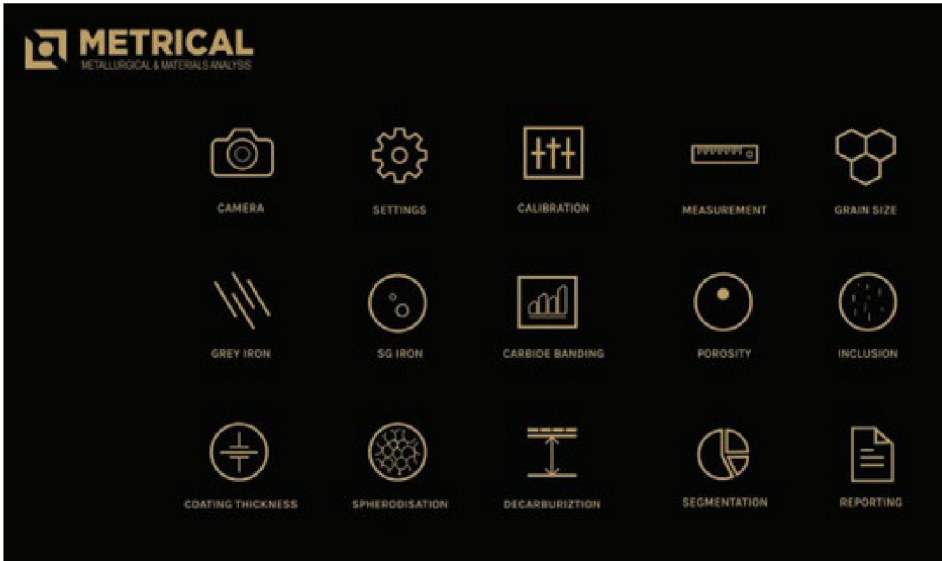 METRICAL
METALLURGICAL & MATERIALS ANALYSIS
CAMERA
SETTINGS
CALIBRATION
MEASUREMENT
GRAIN SIZE
GREY IRON
SG IRON
CARBIDE BANDING
POROSITY
INCLUSION
COATING THICKNESS
SPHERODISATION
DECARBURIZTION
SEGMENTATION
REPORTING